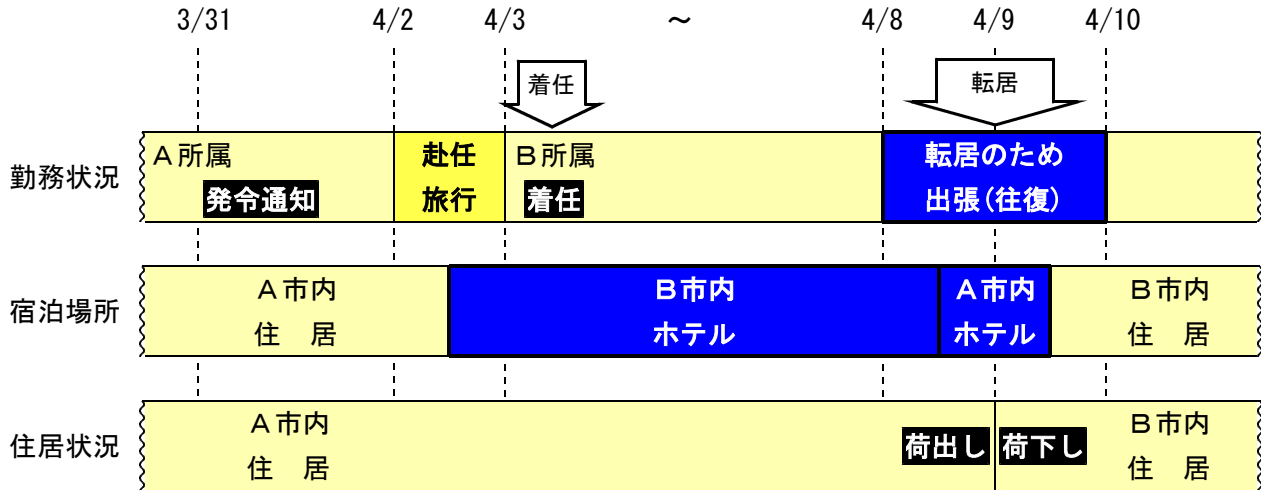 3/31 4/2 4/3 ～ 4/8 4/9 4/10
着任 転居
勤務状況
Ａ所属
発令通知
赴任
旅行
Ｂ所属
着任
転居のため
出張(往復)
宿泊場所
Ａ市内
住　居
Ｂ市内
ホテル
Ａ市内
ホテル
Ｂ市内
住　居
住居状況
Ａ市内
住　居
荷出し 荷下し
Ｂ市内
住　居